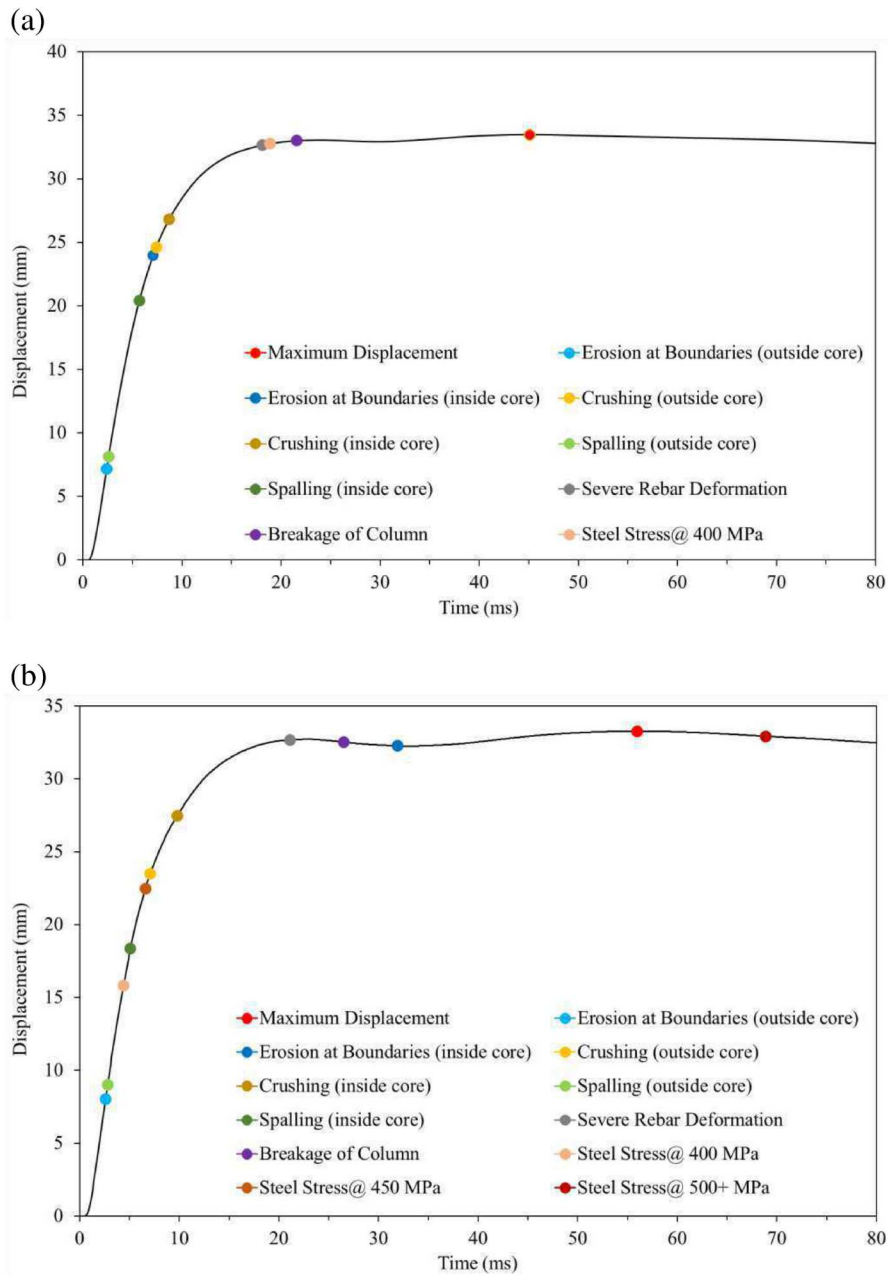 (a)
40
35
30
25
20
15
10
5
0
Displacement (mm)
Maximum Displacement
Erosion at Boundaries (outside core)
Erosion at Boundaries (inside core)
Crushing (outside core)
Crushing (inside core)
Spalling (outside core)
Spalling (inside core)
Severe Rebar Deformation
Breakage of Column
Steel Stress@ 400 MPa
0 10 20 30 40 50 60 70 80
Time (ms)
(b)
35
30
25
20
15
10
5
0
Displacement (mm)
Maximum Displacement
Erosion at Boundaries (outside core)
Erosion at Boundaries (inside core)
Crushing (outside core)
Crushing (inside core)
Spalling (outside core)
Spalling (inside core)
Severe Rebar Deformation
Breakage of Column
Steel Stress@ 400 MPa
Steel Stress@ 450 MPa
Steel Stress@ 500+ MPa
0 10 20 30 40 50 60 70 80
Time (ms)